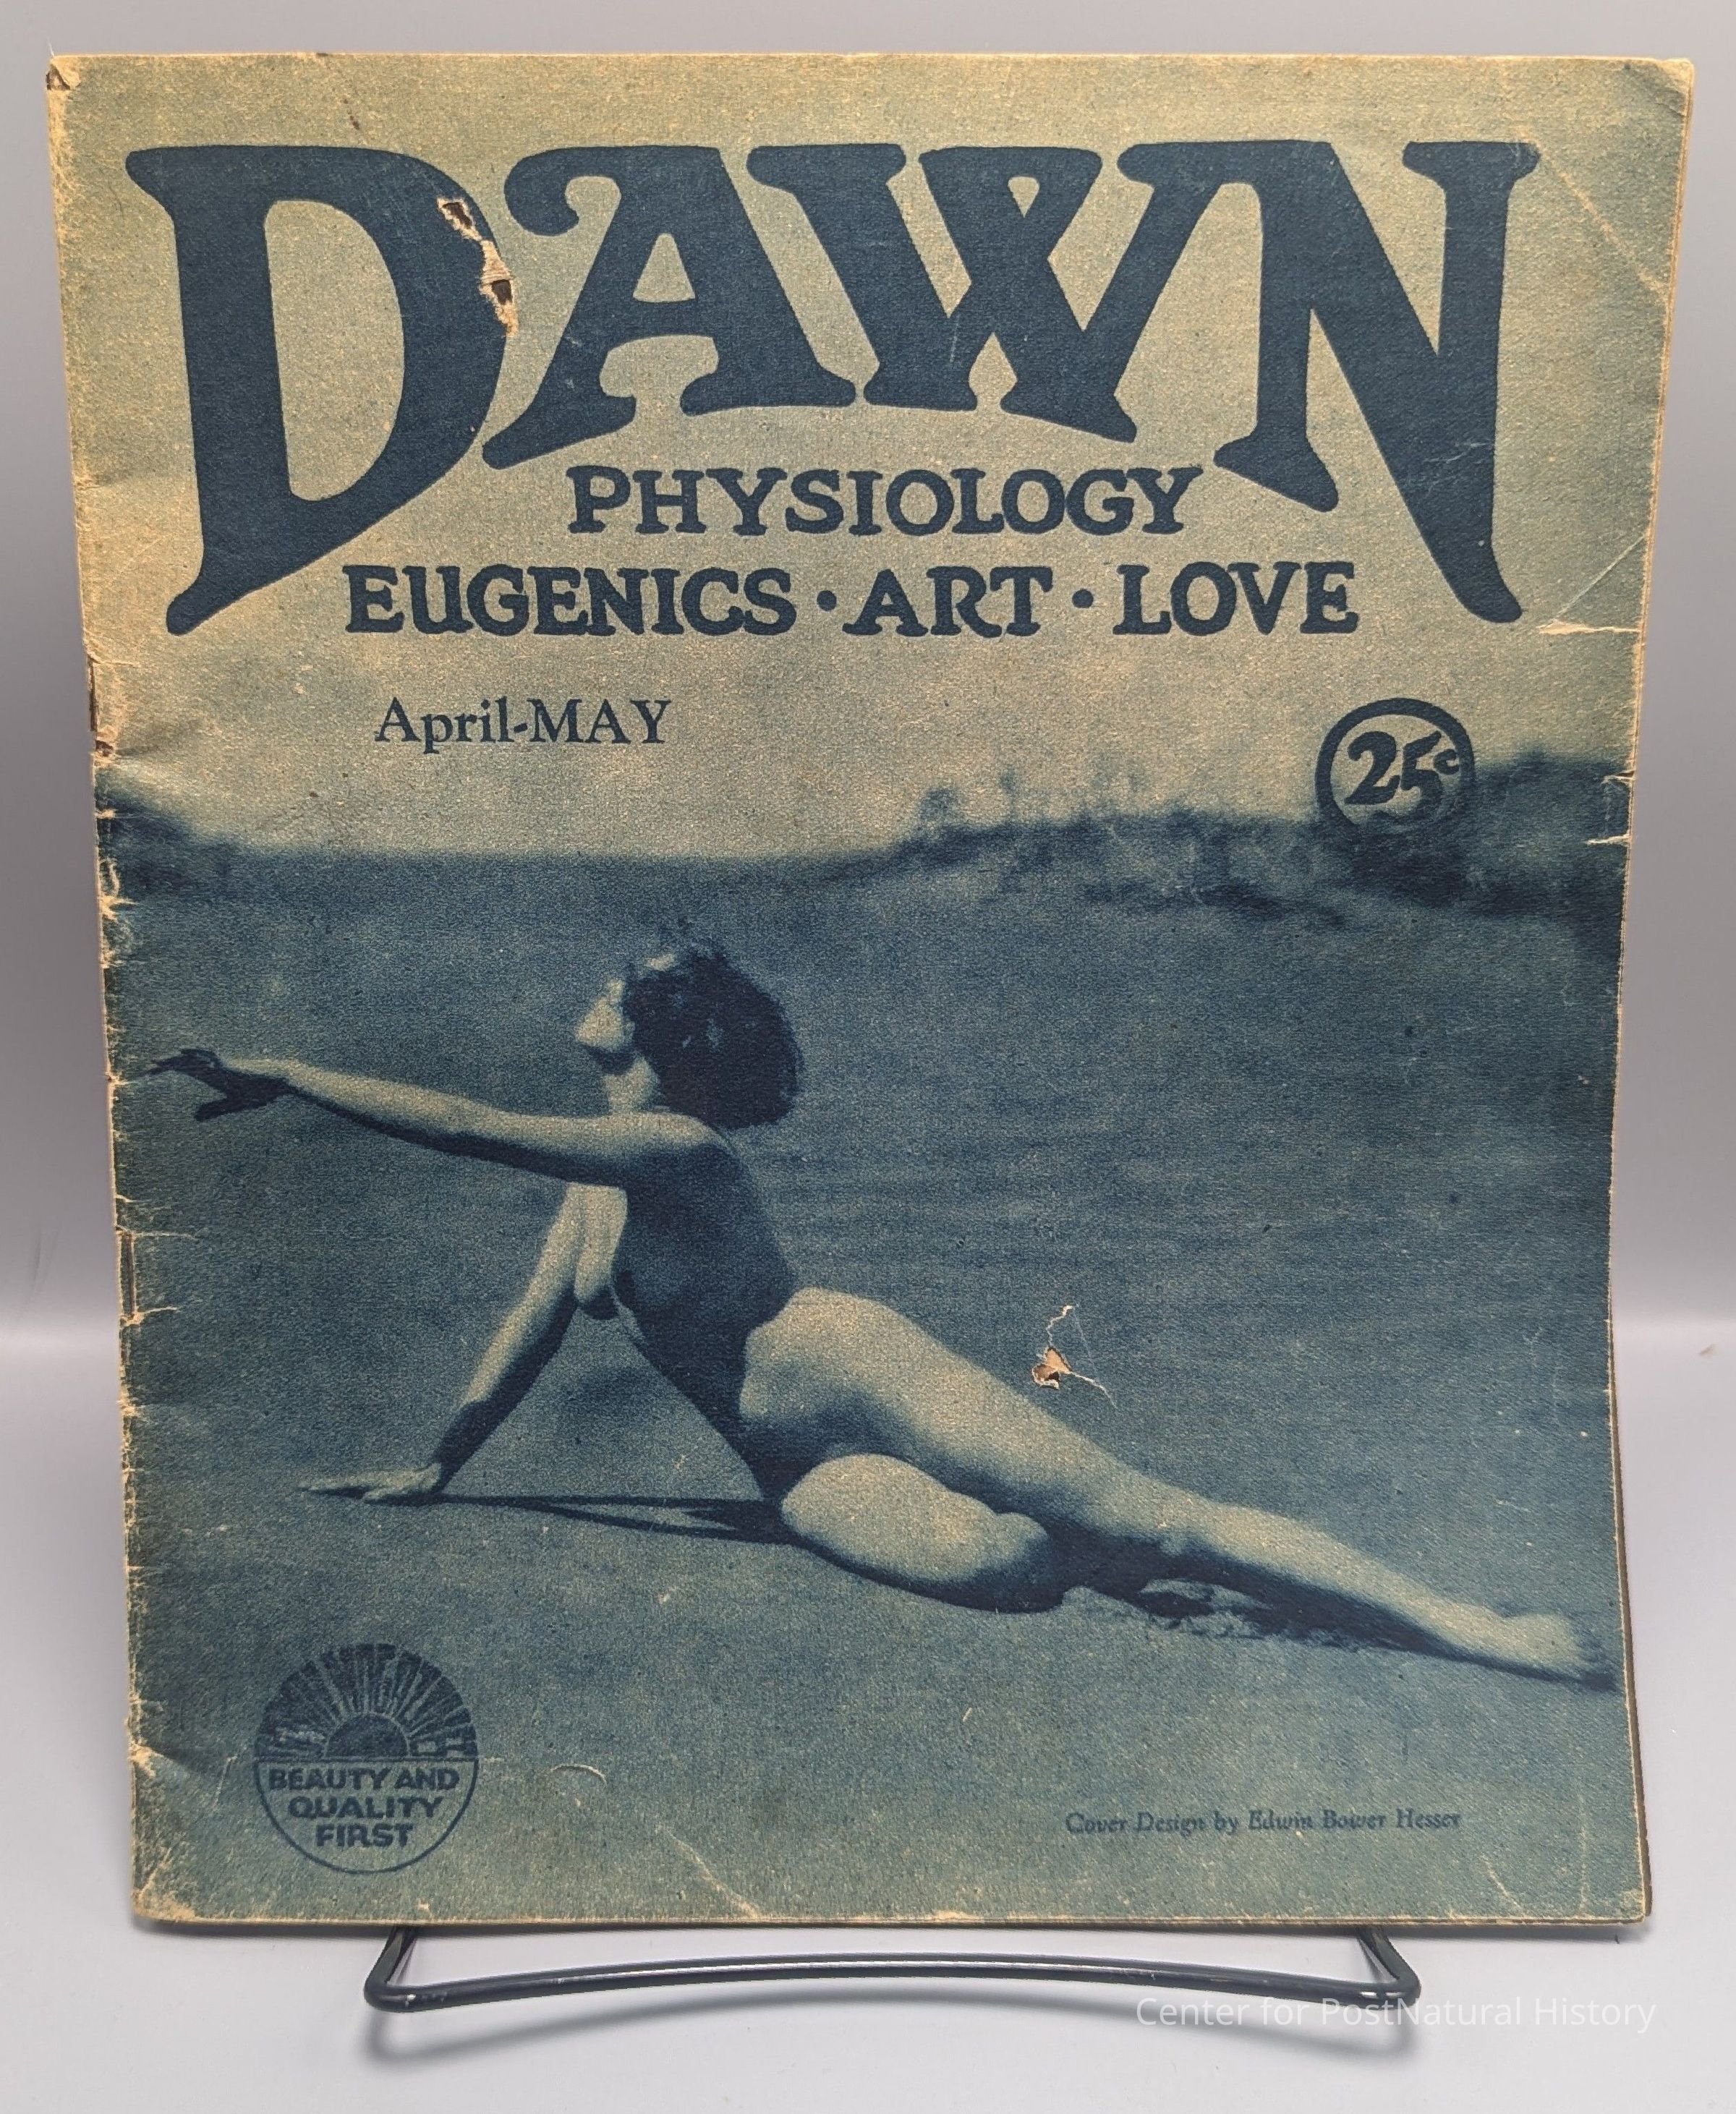 DAWN
PHYSIOLOGY
EUGENICS • ART • LOVE
April-MAY
25c
BEAUTY AND
QUALITY
FIRST
Cover Design by Edwin Bower Hesser
Center for PostNatural History